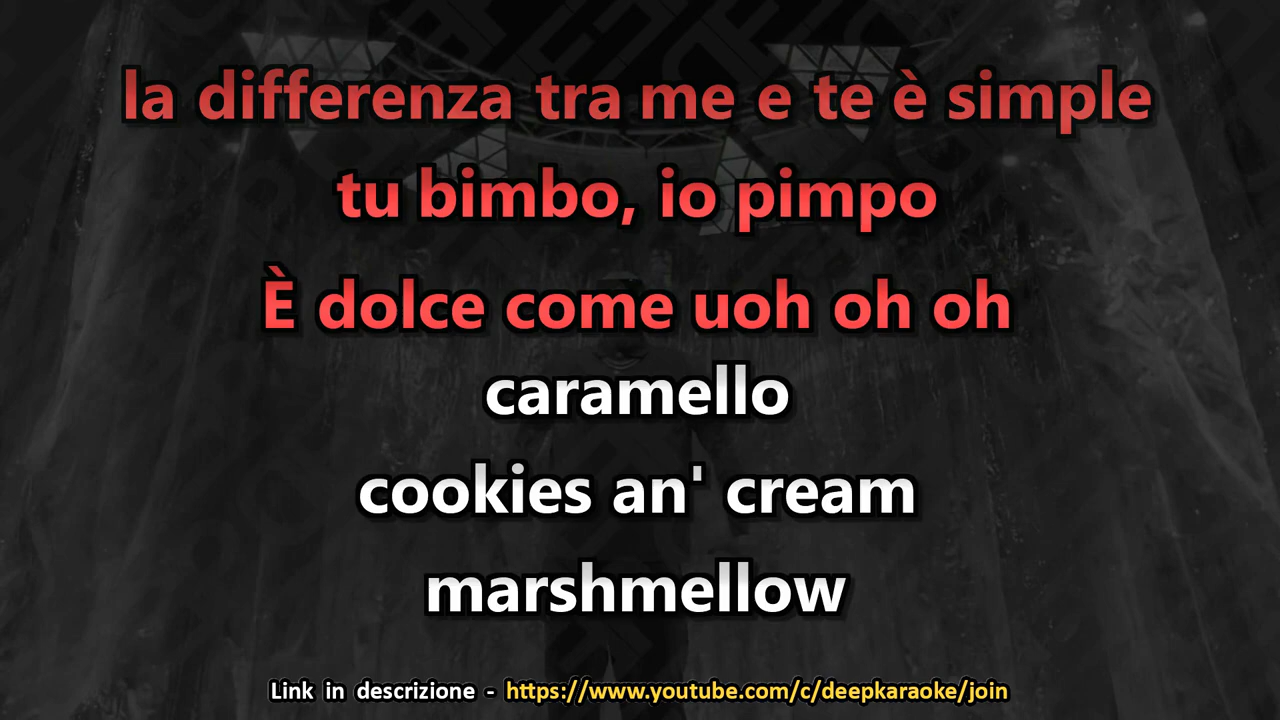 la differenza tra me e te è simple
tu bimbo, io pimpo
È dolce come uoh oh oh
caramello
cookies an' cream
marshmellow
Link in descrizione - https://www.youtube.com/c/deepkaraoke/join